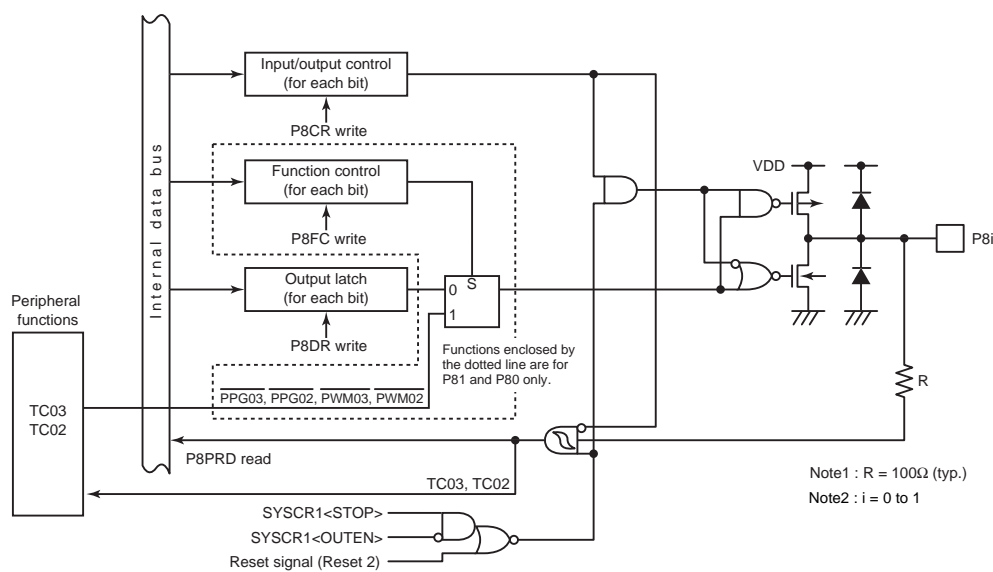 Input/output control
(for each bit)
P8CR write
Internal data bus
Function control
(for each bit)
P8FC write
VDD
P8i
Output latch
(for each bit)
S
0
1
P8DR write
Peripheral
functions
Functions enclosed by
the dotted line are for
P81 and P80 only.
PPG03, PPG02, PWM03, PWM02
R
TC03
TC02
P8PRD read
TC03, TC02
Note1 : R = 100Ω (typ.)
Note2 : i = 0 to 1
SYSCR1<STOP>
SYSCR1<OUTEN>
Reset signal (Reset 2)